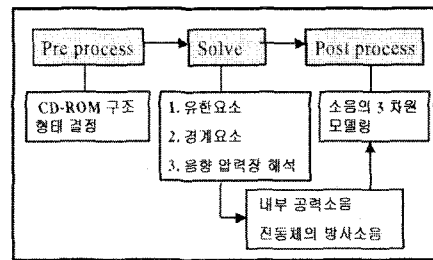 Pre process
Solve
Post process
CD-ROM 구조
형태 결정
1. 유한요소
2. 경계요소
3. 음향 압력장 해석
소음의 3 차원
모델링
내부 공력소음
진동체의 방사소음